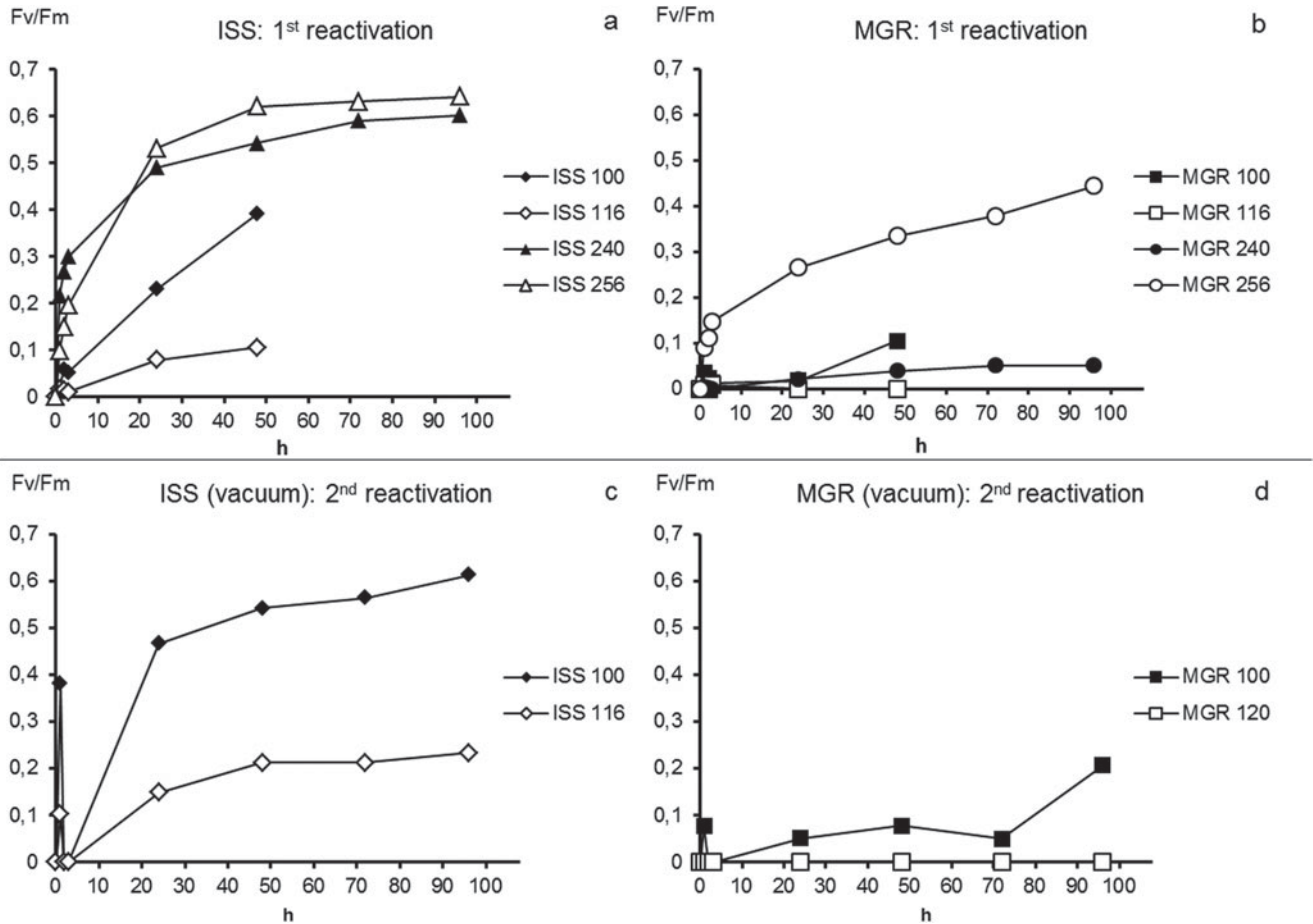 Fv/Fm
ISS: 1st reactivation
a
0,7
0,6
0,5
0,4
0,3
0,2
0,1
0
0 10 20 30 40 50 60 70 80 90 100
h
ISS 100
ISS 116
ISS 240
ISS 256
Fv/Fm
MGR: 1st reactivation
b
0,7
0,6
0,5
0,4
0,3
0,2
0,1
0
0 10 20 30 40 50 60 70 80 90 100
h
MGR 100
MGR 116
MGR 240
MGR 256
Fv/Fm
ISS (vacuum): 2nd reactivation
c
0,7
0,6
0,5
0,4
0,3
0,2
0,1
0
0 10 20 30 40 50 60 70 80 90 100
h
ISS 100
ISS 116
Fv/Fm
MGR (vacuum): 2nd reactivation
d
0,7
0,6
0,5
0,4
0,3
0,2
0,1
0
0 10 20 30 40 50 60 70 80 90 100
h
MGR 100
MGR 120